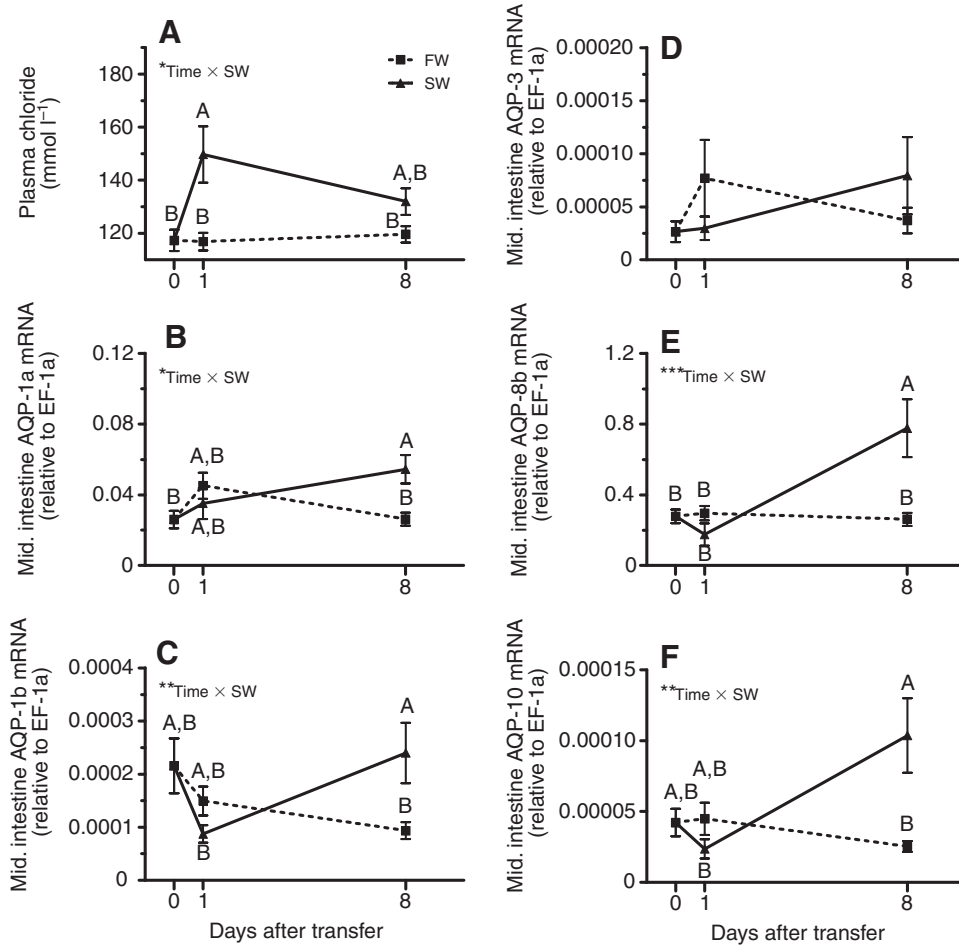 A
Plasma chloride
(mmol l–1)
180
160
140
120
*Time × SW
FW
SW
A
B
B
A,B
B
0
1
8
D
Mid. intestine AQP-3 mRNA
(relative to EF-1a)
0.00020
0.00015
0.00010
0.00005
0
0
1
8
B
Mid. intestine AQP-1a mRNA
(relative to EF-1a)
0.12
0.08
0.04
0
*Time × SW
B
A,B
A,B
A
B
0
1
8
E
Mid. intestine AQP-8b mRNA
(relative to EF-1a)
1.2
0.8
0.4
0
***Time × SW
B
B
B
A
B
0
1
8
C
Mid. intestine AQP-1b mRNA
(relative to EF-1a)
0.0004
0.0003
0.0002
0.0001
0
**Time × SW
A,B
A,B
B
A
B
0
1
8
Days after transfer
F
Mid. intestine AQP-10 mRNA
(relative to EF-1a)
0.00015
0.00010
0.00005
0
**Time × SW
A,B
A,B
B
A
B
0
1
8
Days after transfer